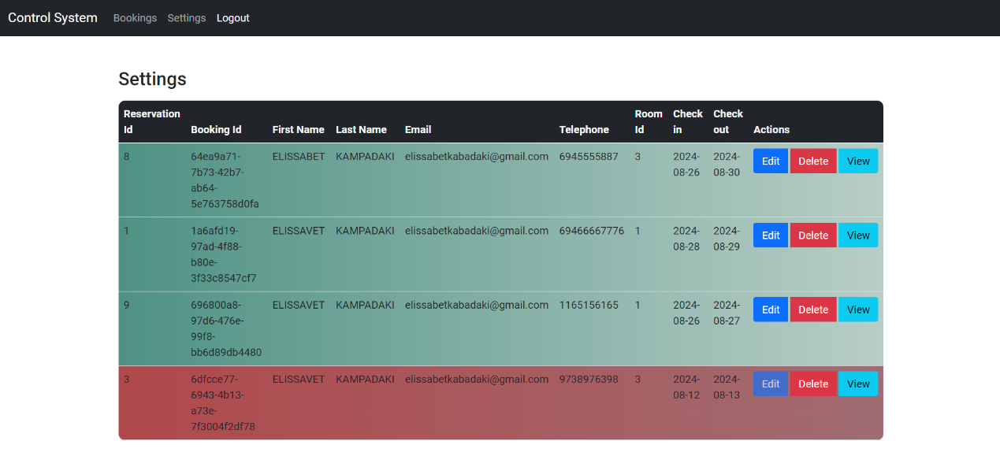 Control System Bookings Settings Logout
Settings
Reservation Id Booking Id First Name Last Name Email Telephone Room Id Check in Check out Actions
8 64ea9a71-7b73-42b7-ab64-5e763758d0fa ELISSABET KAMPADAKI elissabetkabadaki@gmail.com 6945555887 3 2024-08-26 2024-08-30 Edit Delete View
1 1a6afd19-97ad-4f88-b80e-3f33c8547cf7 ELISSAVET KAMPADAKI elissabetkabadaki@gmail.com 69466667776 1 2024-08-28 2024-08-29 Edit Delete View
9 696800a8-97d6-476e-99f8-bb6d89db4480 ELISSAVET KAMPADAKI elissabetkabadaki@gmail.com 1165156165 1 2024-08-26 2024-08-27 Edit Delete View
3 6dfcce77-6943-4b13-a73e-7f3004f2df78 ELISSAVET KAMPADAKI elissabetkabadaki@gmail.com 9738976398 3 2024-08-12 2024-08-13 Edit Delete View